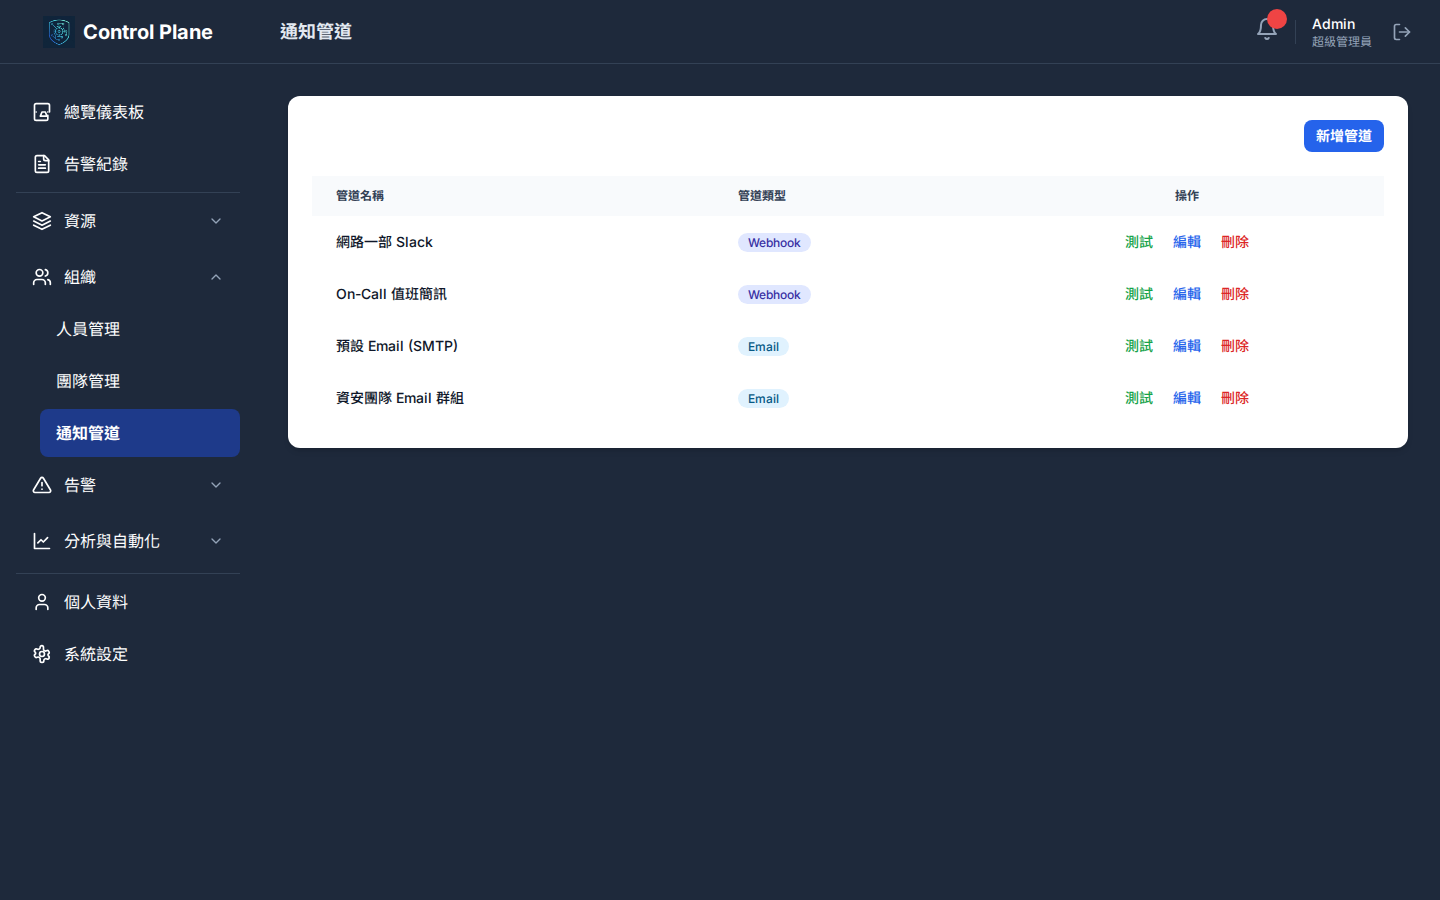 Control Plane
通知管道
Admin
超級管理員
總覽儀表板
告警紀錄
資源
組織
人員管理
團隊管理
通知管道
告警
分析與自動化
個人資料
系統設定
新增管道
管道名稱 管道類型 操作
網路一部 Slack Webhook 測試 編輯 刪除
On-Call 值班簡訊 Webhook 測試 編輯 刪除
預設 Email (SMTP) Email 測試 編輯 刪除
資安團隊 Email 群組 Email 測試 編輯 刪除